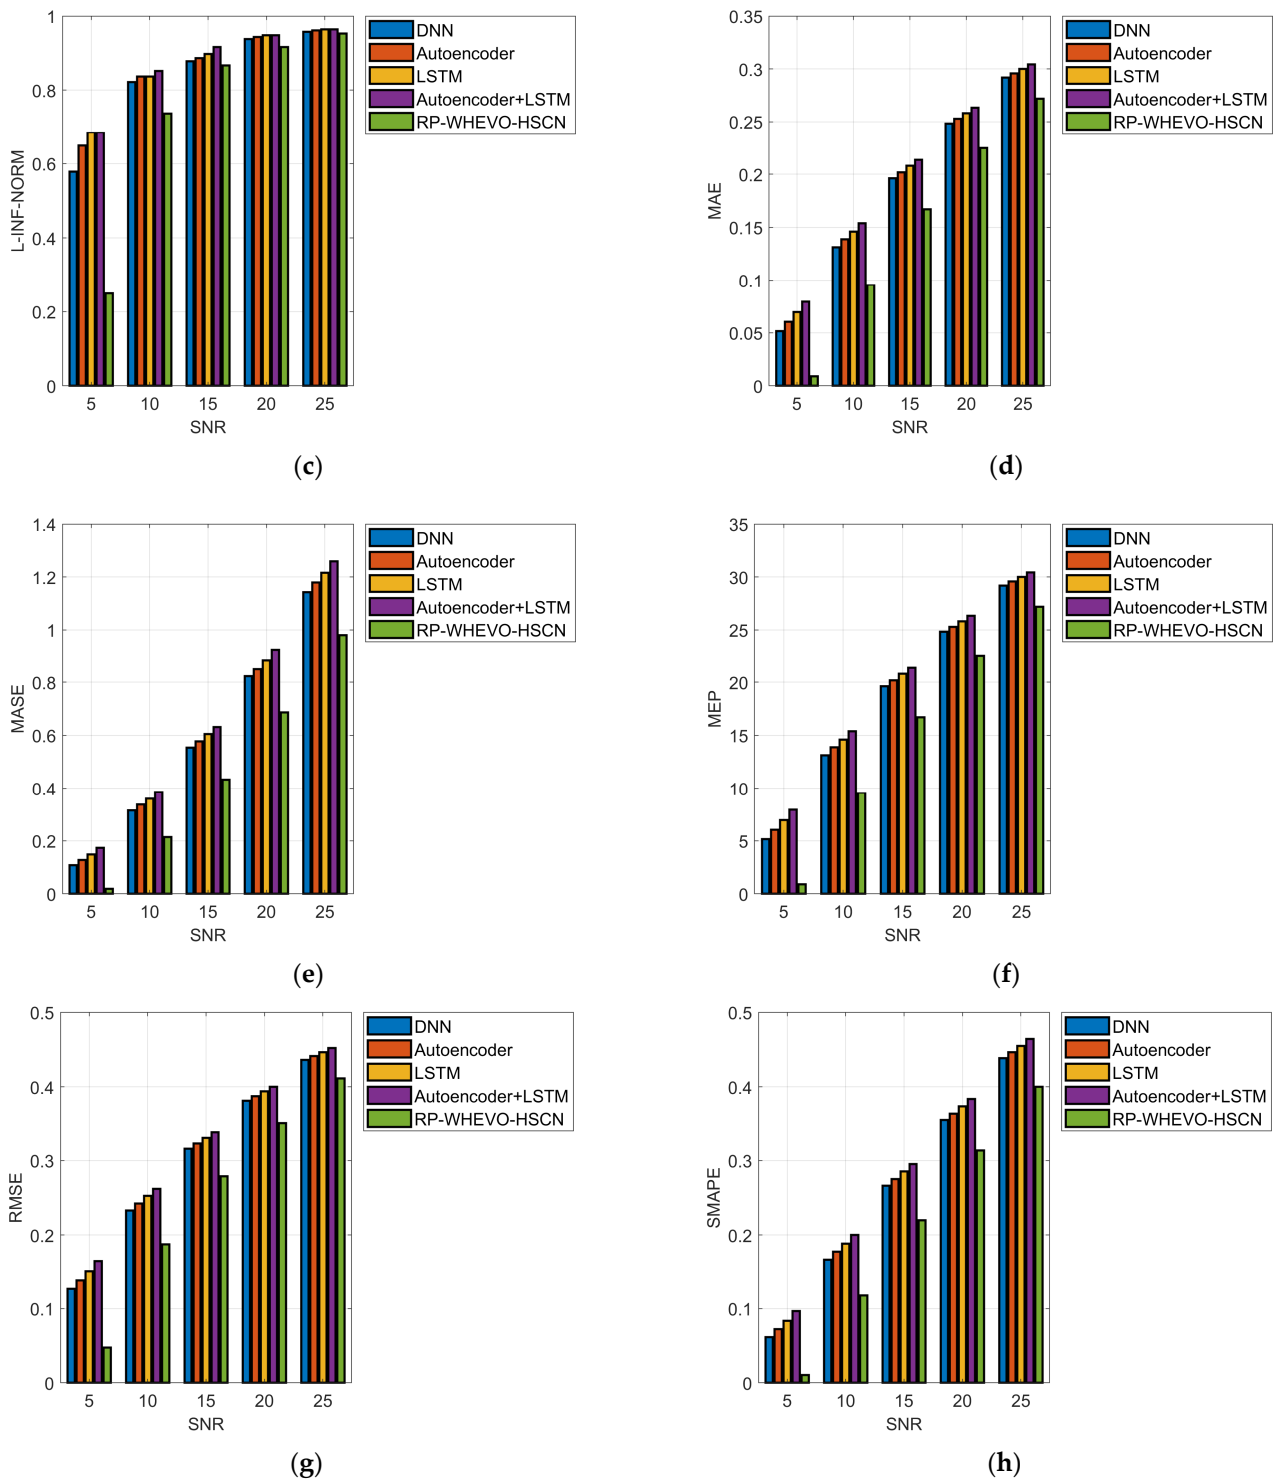 1
0.8
0.6
0.4
0.2
0
L-INF-NORM
5 10 15 20 25
SNR
DNN
Autoencoder
LSTM
Autoencoder+LSTM
RP-WHEVO-HSCN
(c)
0.35
0.3
0.25
0.2
0.15
0.1
0.05
0
MAE
5 10 15 20 25
SNR
DNN
Autoencoder
LSTM
Autoencoder+LSTM
RP-WHEVO-HSCN
(d)
1.4
1.2
1
0.8
0.6
0.4
0.2
0
MASE
5 10 15 20 25
SNR
DNN
Autoencoder
LSTM
Autoencoder+LSTM
RP-WHEVO-HSCN
(e)
35
30
25
20
15
10
5
0
MEP
5 10 15 20 25
SNR
DNN
Autoencoder
LSTM
Autoencoder+LSTM
RP-WHEVO-HSCN
(f)
0.5
0.4
0.3
0.2
0.1
0
RMSE
5 10 15 20 25
SNR
DNN
Autoencoder
LSTM
Autoencoder+LSTM
RP-WHEVO-HSCN
(g)
0.5
0.4
0.3
0.2
0.1
0
SMAPE
5 10 15 20 25
SNR
DNN
Autoencoder
LSTM
Autoencoder+LSTM
RP-WHEVO-HSCN
(h)